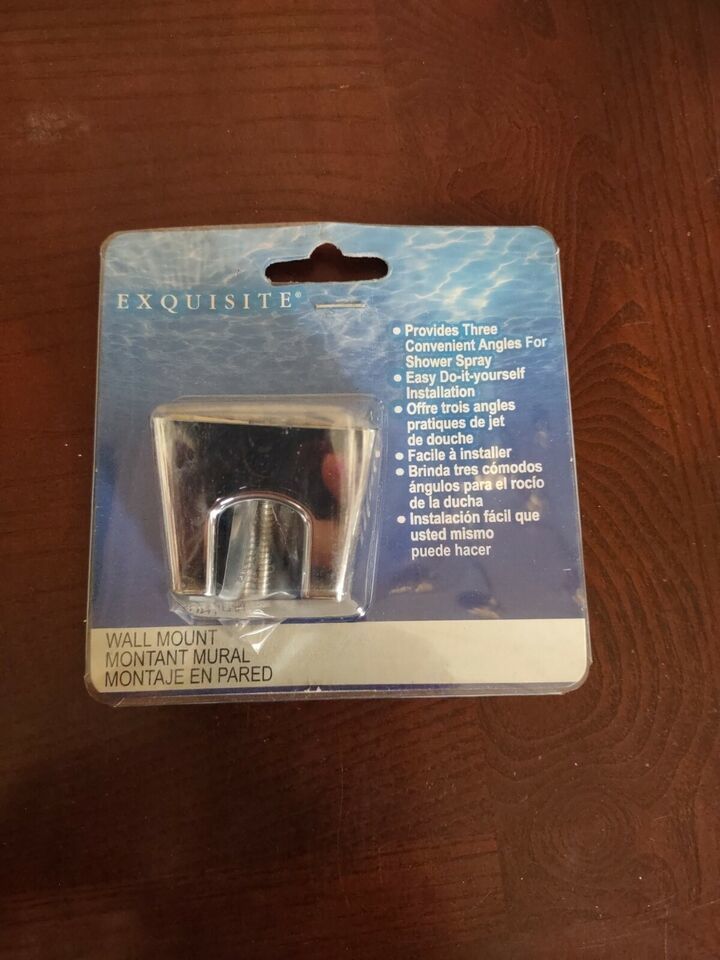 EXQUISITE®
• Provides Three
Convenient Angles For
Shower Spray
• Easy Do-it-yourself
Installation
• Offre trois angles
pratiques de jet
de douche
• Facile à installer
• Brinda tres cómodos
ángulos para el rocío
de la ducha
• Instalación fácil que
usted mismo
puede hacer
WALL MOUNT
MONTANT MURAL
MONTAJE EN PARED